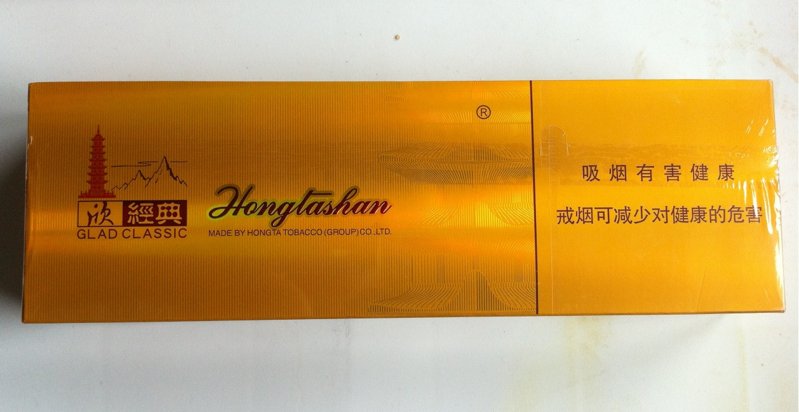 ®
欣 經典
GLAD CLASSIC
Hongtashan
MADE BY HONGTA TOBACCO (GROUP) CO., LTD.
吸烟有害健康
戒烟可减少对健康的危害